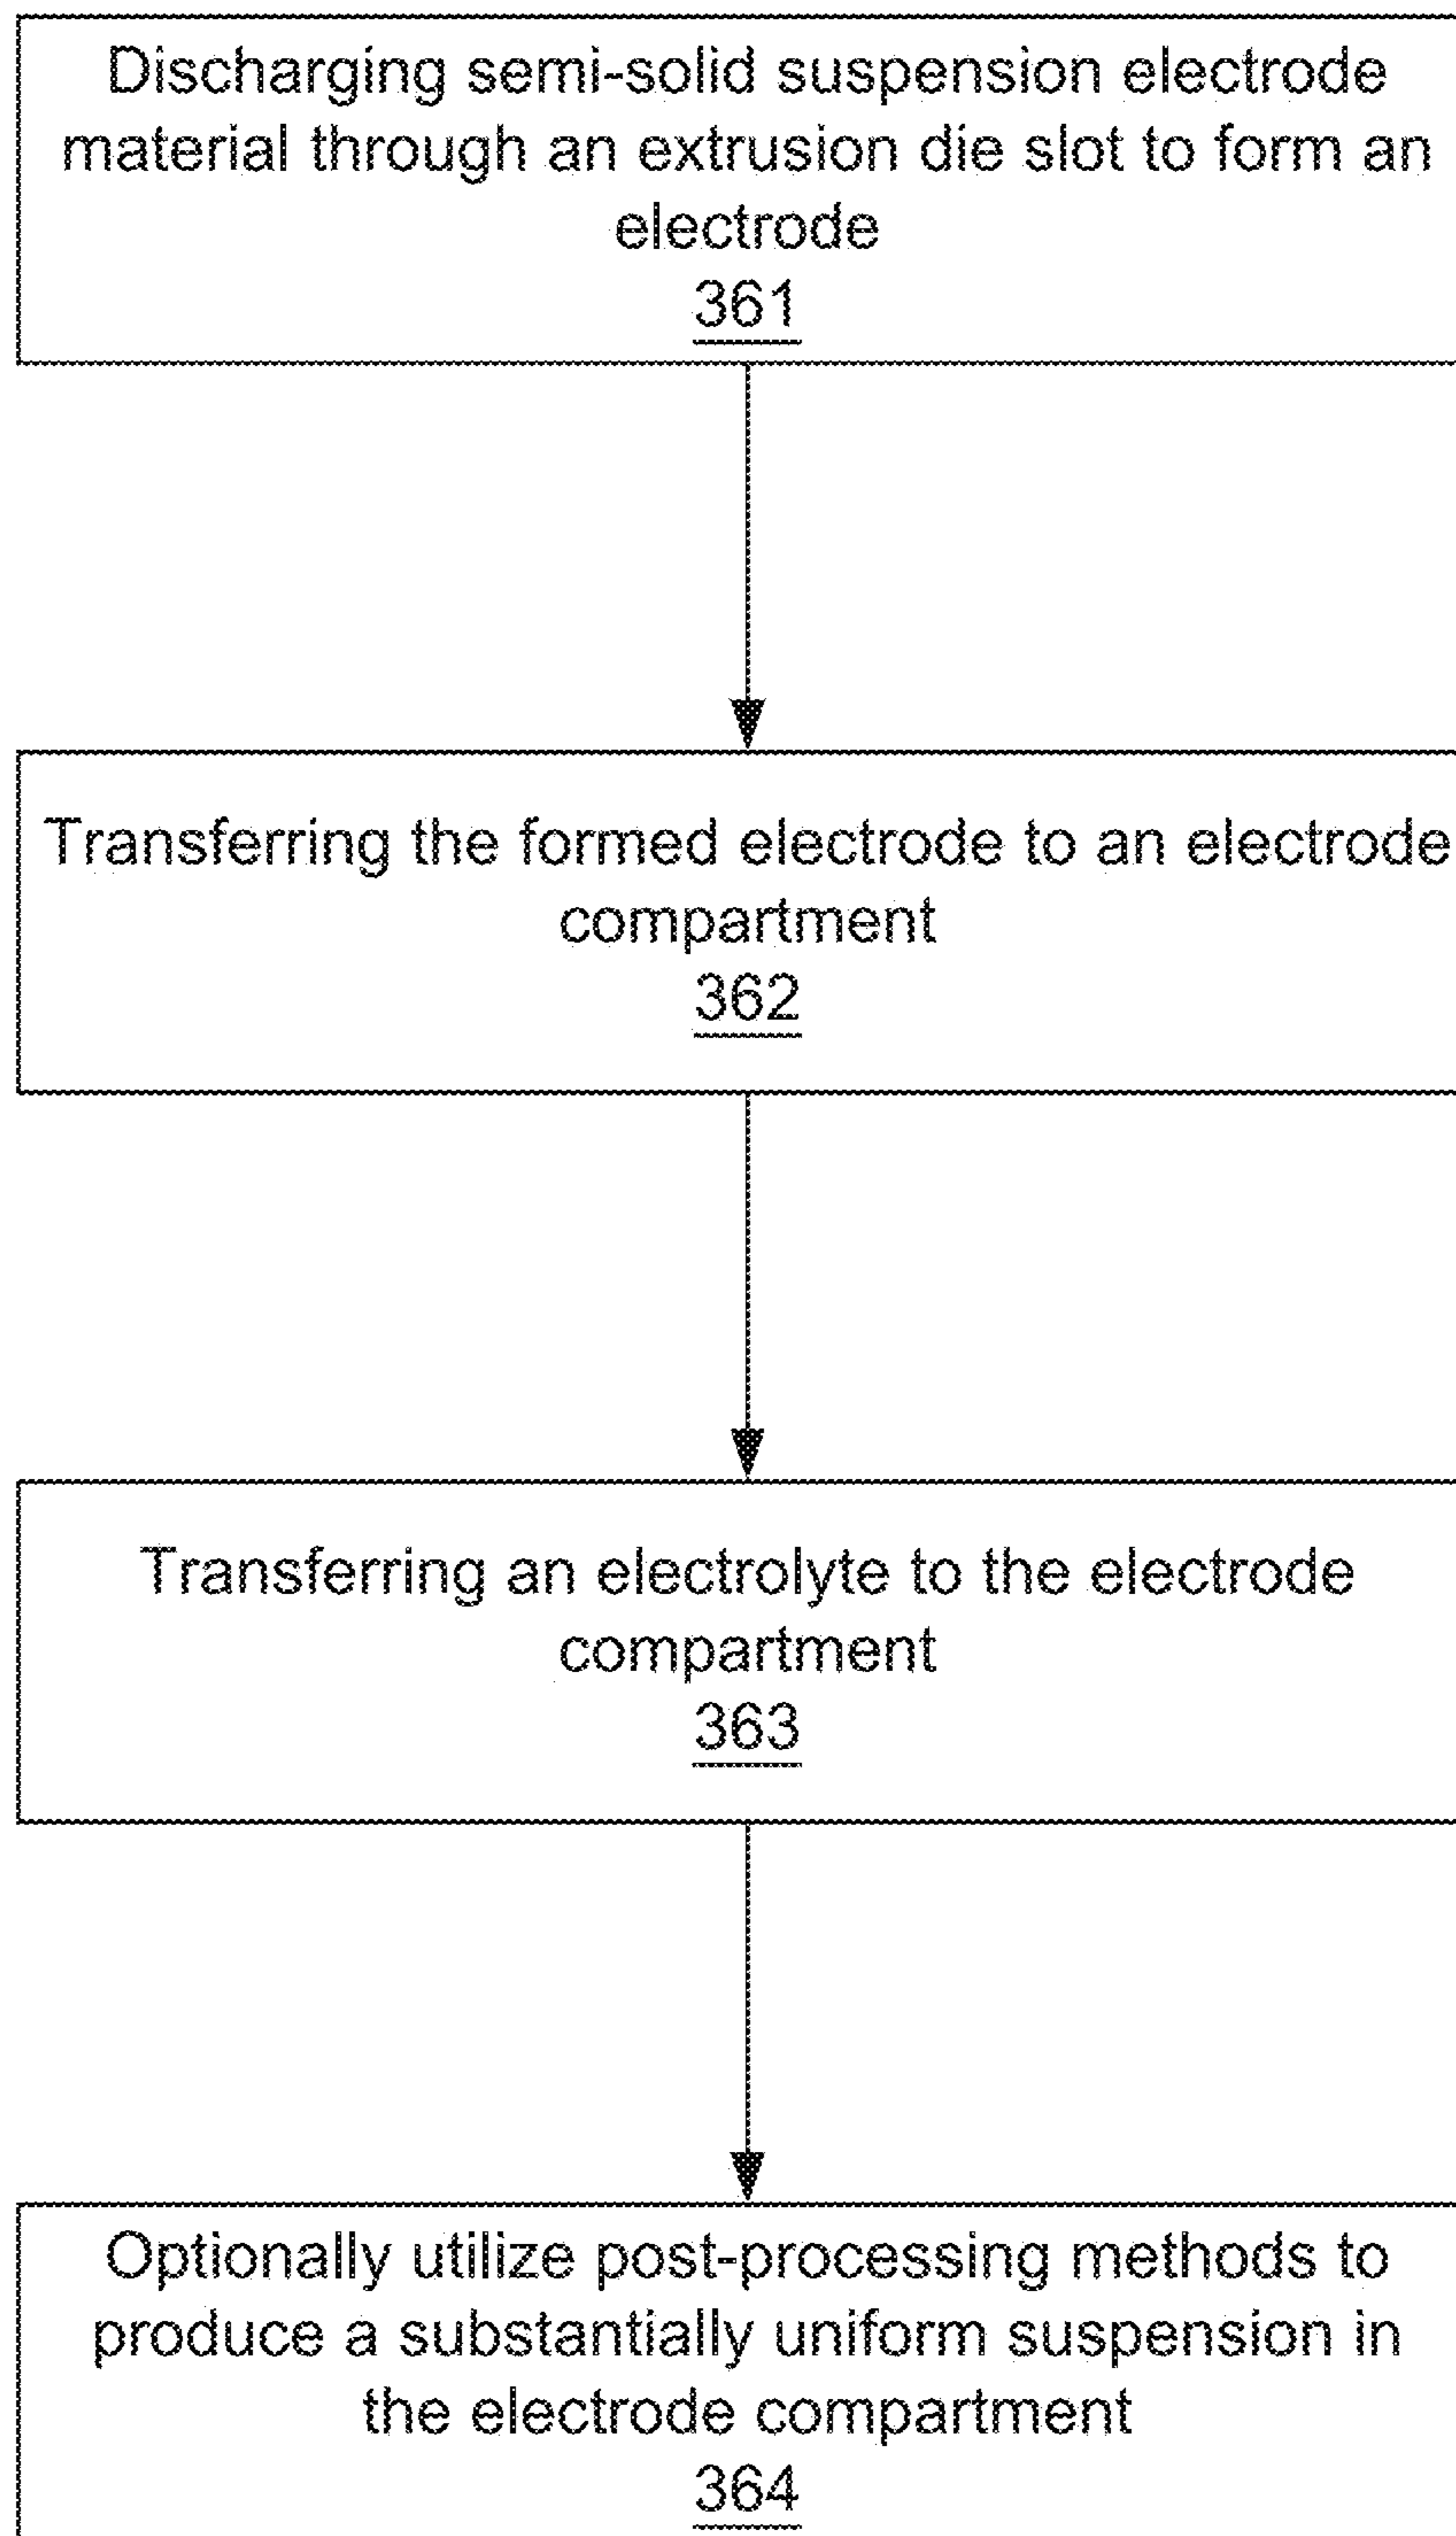 Discharging semi-solid suspension electrode
material through an extrusion die slot to form an
electrode
361
Transferring the formed electrode to an electrode
compartment
362
Transferring an electrolyte to the electrode
compartment
363
Optionally utilize post-processing methods to
produce a substantially uniform suspension in
the electrode compartment
364